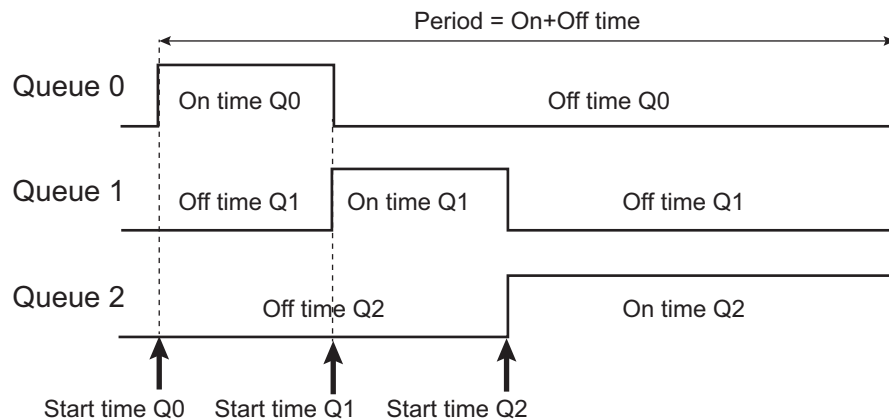 Period = On+Off time
Queue 0
On time Q0
Off time Q0
Queue 1
Off time Q1
On time Q1
Off time Q1
Queue 2
Off time Q2
On time Q2
Start time Q0
Start time Q1
Start time Q2